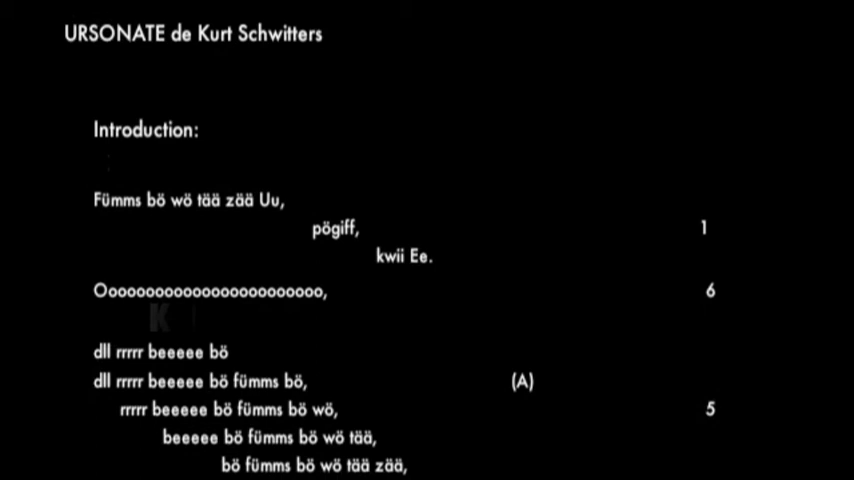 URSONATE de Kurt Schwitters
Introduction:
Fümms bö wö tää zää Uu,
pögiff, 1
kwii Ee.
Ooooooooooooooooooooooo, 6
K
dll rrrrr beeeee bö
dll rrrrr beeeee bö fümms bö, (A)
rrrrr beeeee bö fümms bö wö, 5
beeeee bö fümms bö wö tää,
bö fümms bö wö tää zää,